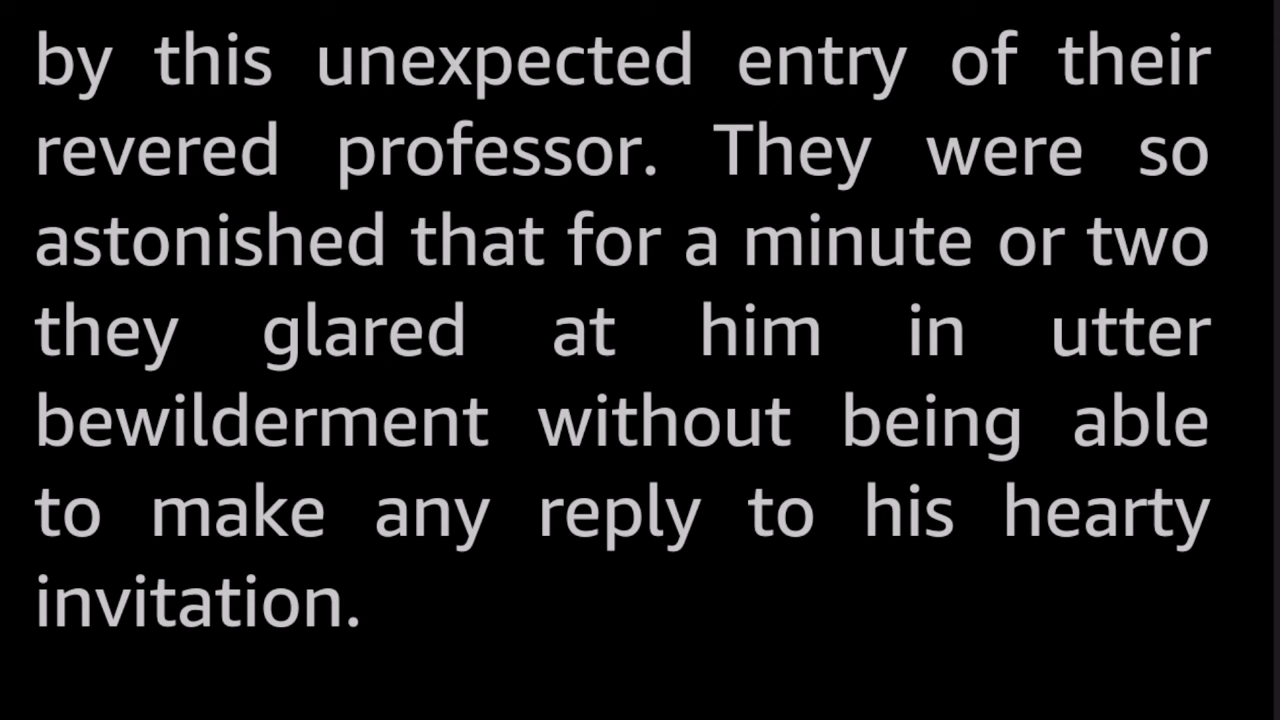 by this unexpected entry of their
revered professor. They were so
astonished that for a minute or two
they glared at him in utter
bewilderment without being able
to make any reply to his hearty
invitation.